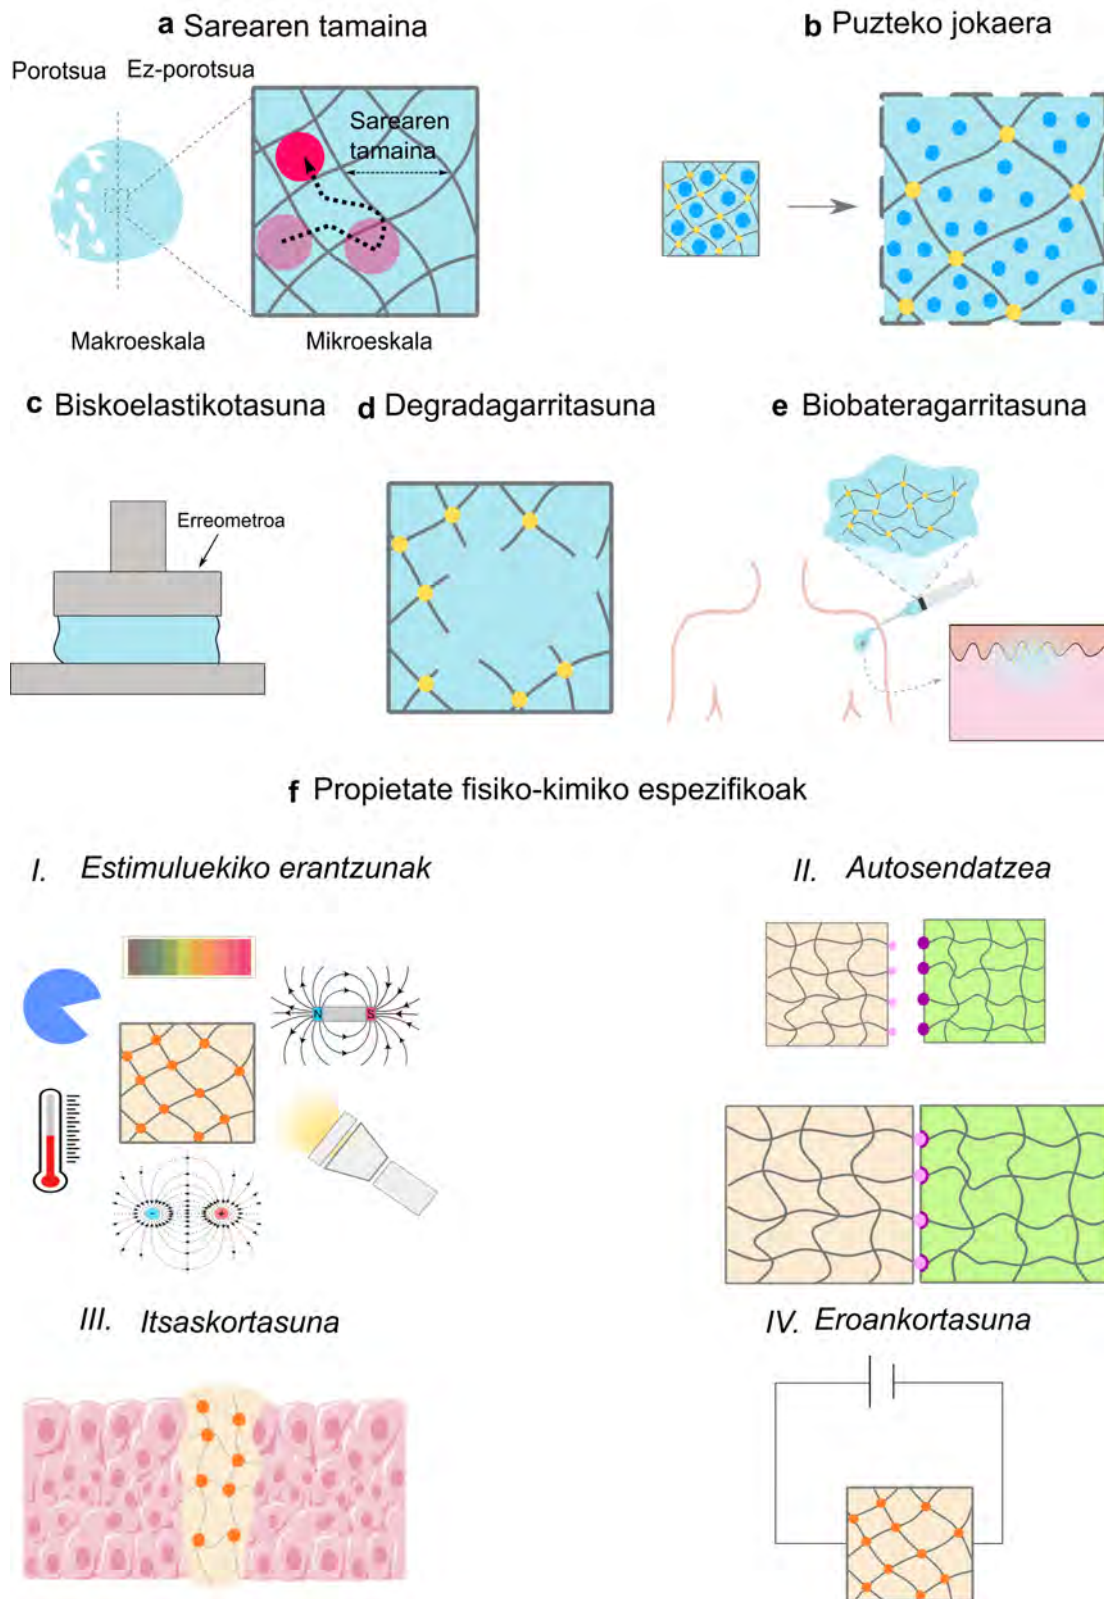 a Sarearen tamaina
b Puzteko jokaera
Porotsua
Ez-porotsua
Sarearen
tamaina
Makroeskala
Mikroeskala
c Biskoelastikotasuna
d Degradagarritasuna
e Biobateragarritasuna
Erreometroa
f Propietate fisiko-kimiko espezifikoak
I. Estimuluekiko erantzunak
II. Autosendatzea
N
S
III. Itsaskortasuna
IV. Eroankortasuna